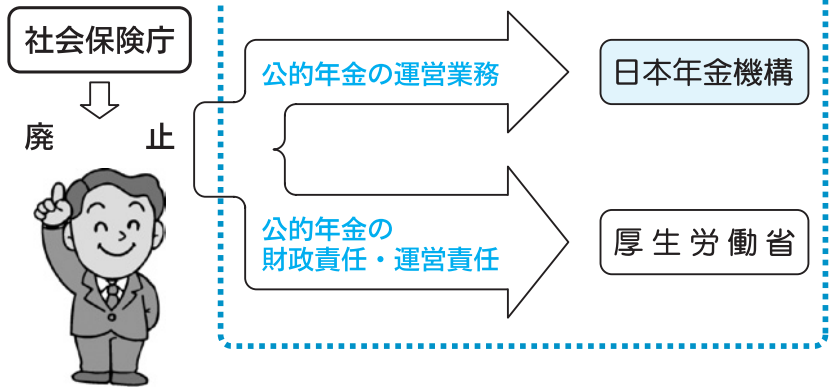 社会保険庁
廃止
公的年金の運営業務
日本年金機構
公的年金の
財政責任・運営責任
厚生労働省